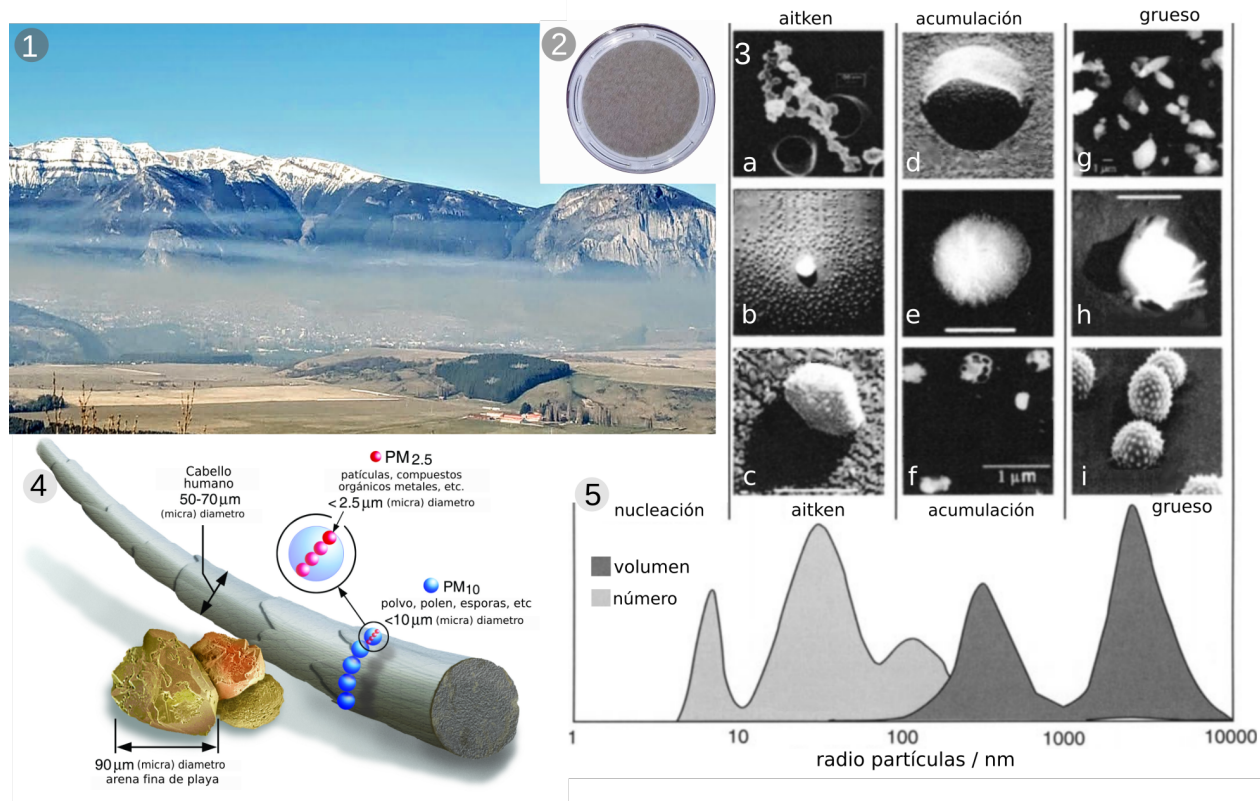 1
2
aitken
acumulación
grueso
3
a
d
g
1 µm
b
e
h
c
f
1 µm
i
4
Cabello
humano
50-70µm
(micra) diametro
PM2.5
patículas, compuestos
orgánicos metales, etc.
<2.5µm (micra) diametro
PM10
polvo, polen, esporas, etc
<10µm (micra) diametro
90µm (micra) diametro
arena fina de playa
5
nucleación
aitken
acumulación
grueso
volumen
número
1
10
100
1000
10000
radio partículas / nm